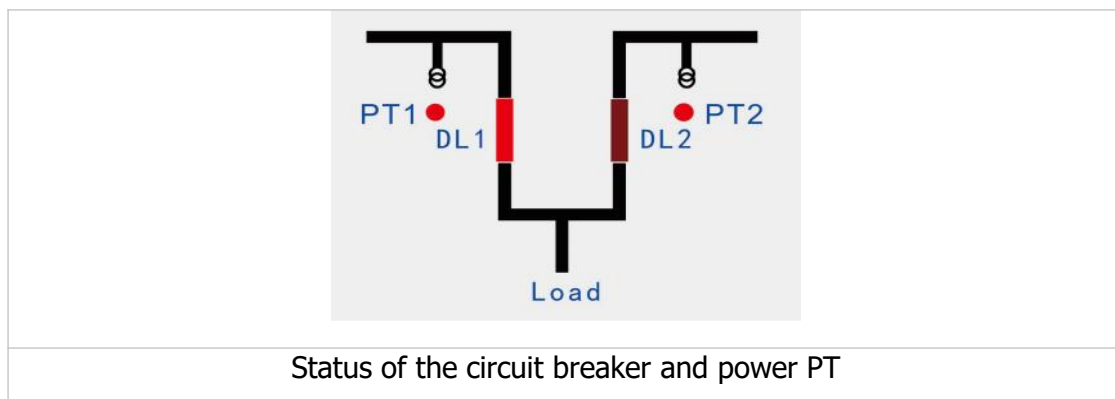 PT1
PT2
DL1
DL2
Load
Status of the circuit breaker and power PT